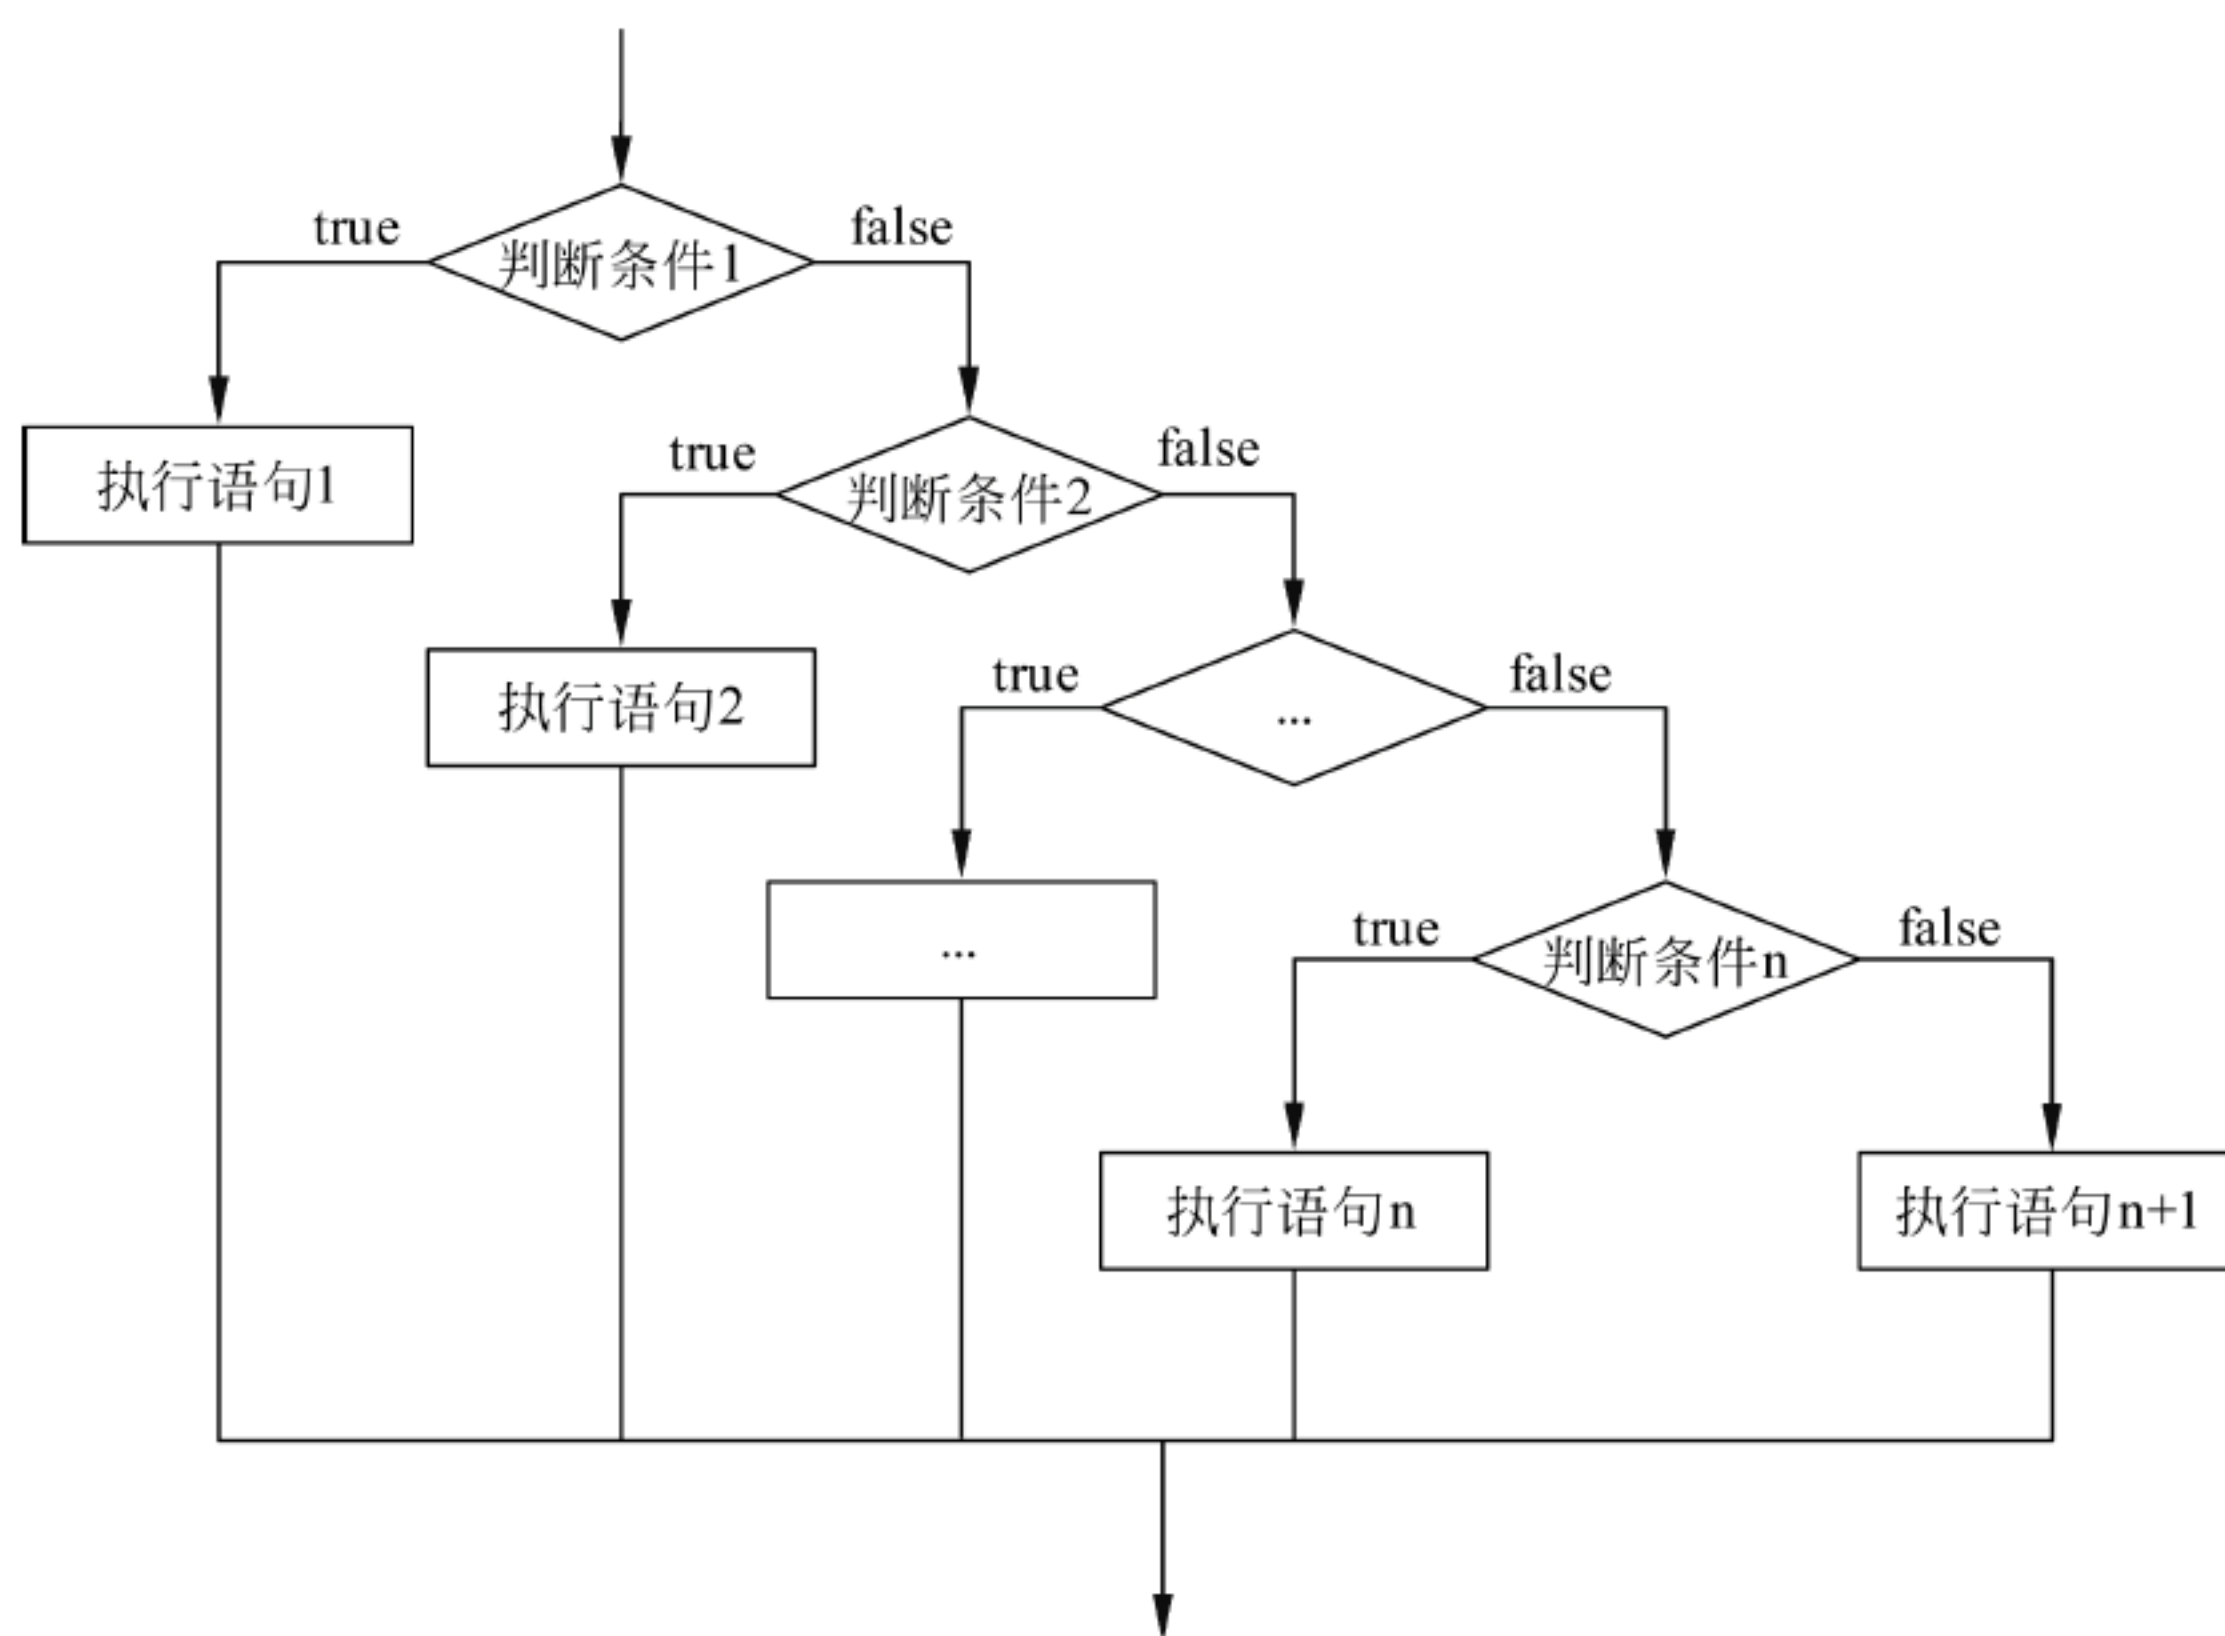 true
false
判断条件1
true
false
执行语句1
判断条件2
true
false
执行语句2
...
true
false
...
判断条件n
执行语句n
执行语句n+1